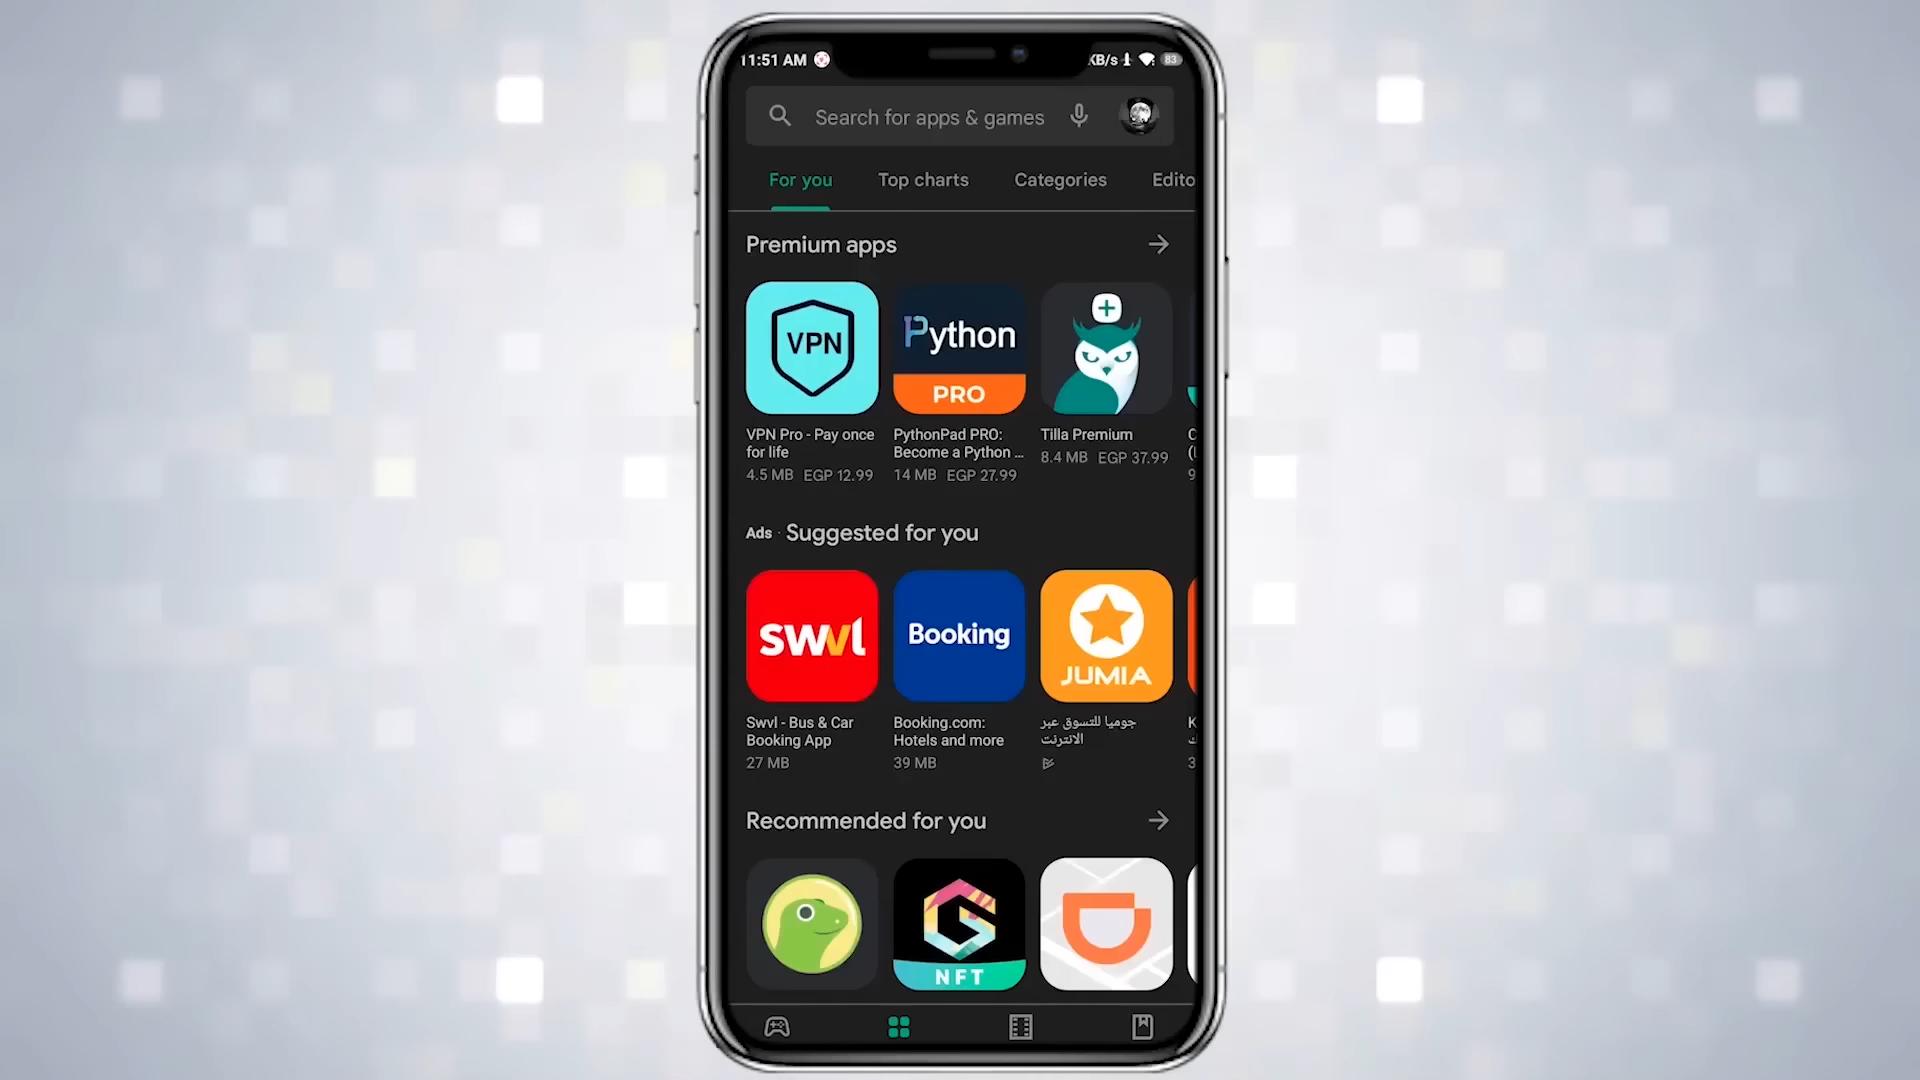 11:51 AM
KB/s
83
Search for apps & games
For you
Top charts
Categories
Edito
Premium apps
VPN
Python
PRO
VPN Pro - Pay once
for life
4.5 MB EGP 12.99
PythonPad PRO:
Become a Python ...
14 MB EGP 27.99
Tilla Premium
8.4 MB EGP 37.99
Ads · Suggested for you
swvl
Booking
JUMIA
Swvl - Bus & Car
Booking App
27 MB
Booking.com:
Hotels and more
39 MB
جوميا للتسوق عبر
الانترنت
Recommended for you
NFT